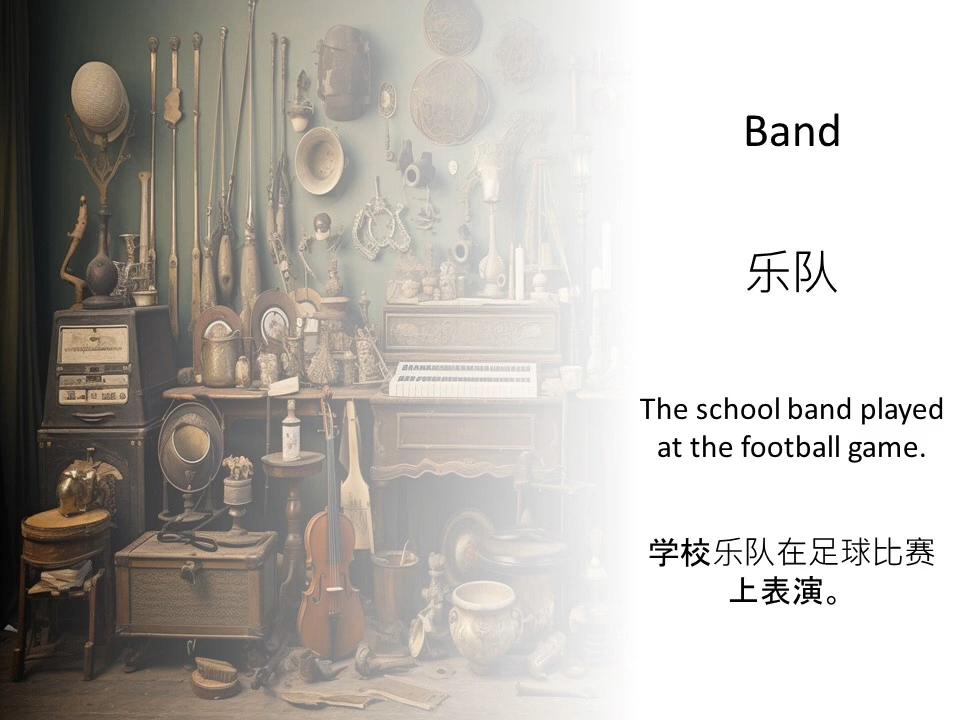 Band
乐队
The school band played
at the football game.
学校乐队在足球比赛
上表演。